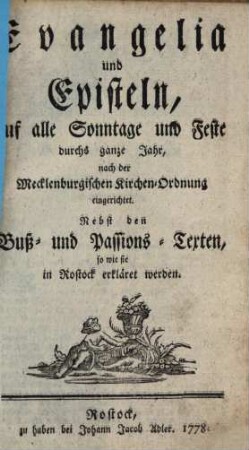 Evangelia
und
Episteln,
uf alle Sonntage und Feste
durchs ganze Jahr,
nach der
Mecklenburgischen Kirchen-Ordnung
eingerichtet.
Nebst den
Buß- und Passions-Texten,
so wie sie
in Rostock erkläret werden.
Rostock,
zu haben bei Johann Jacob Adler. 1778.